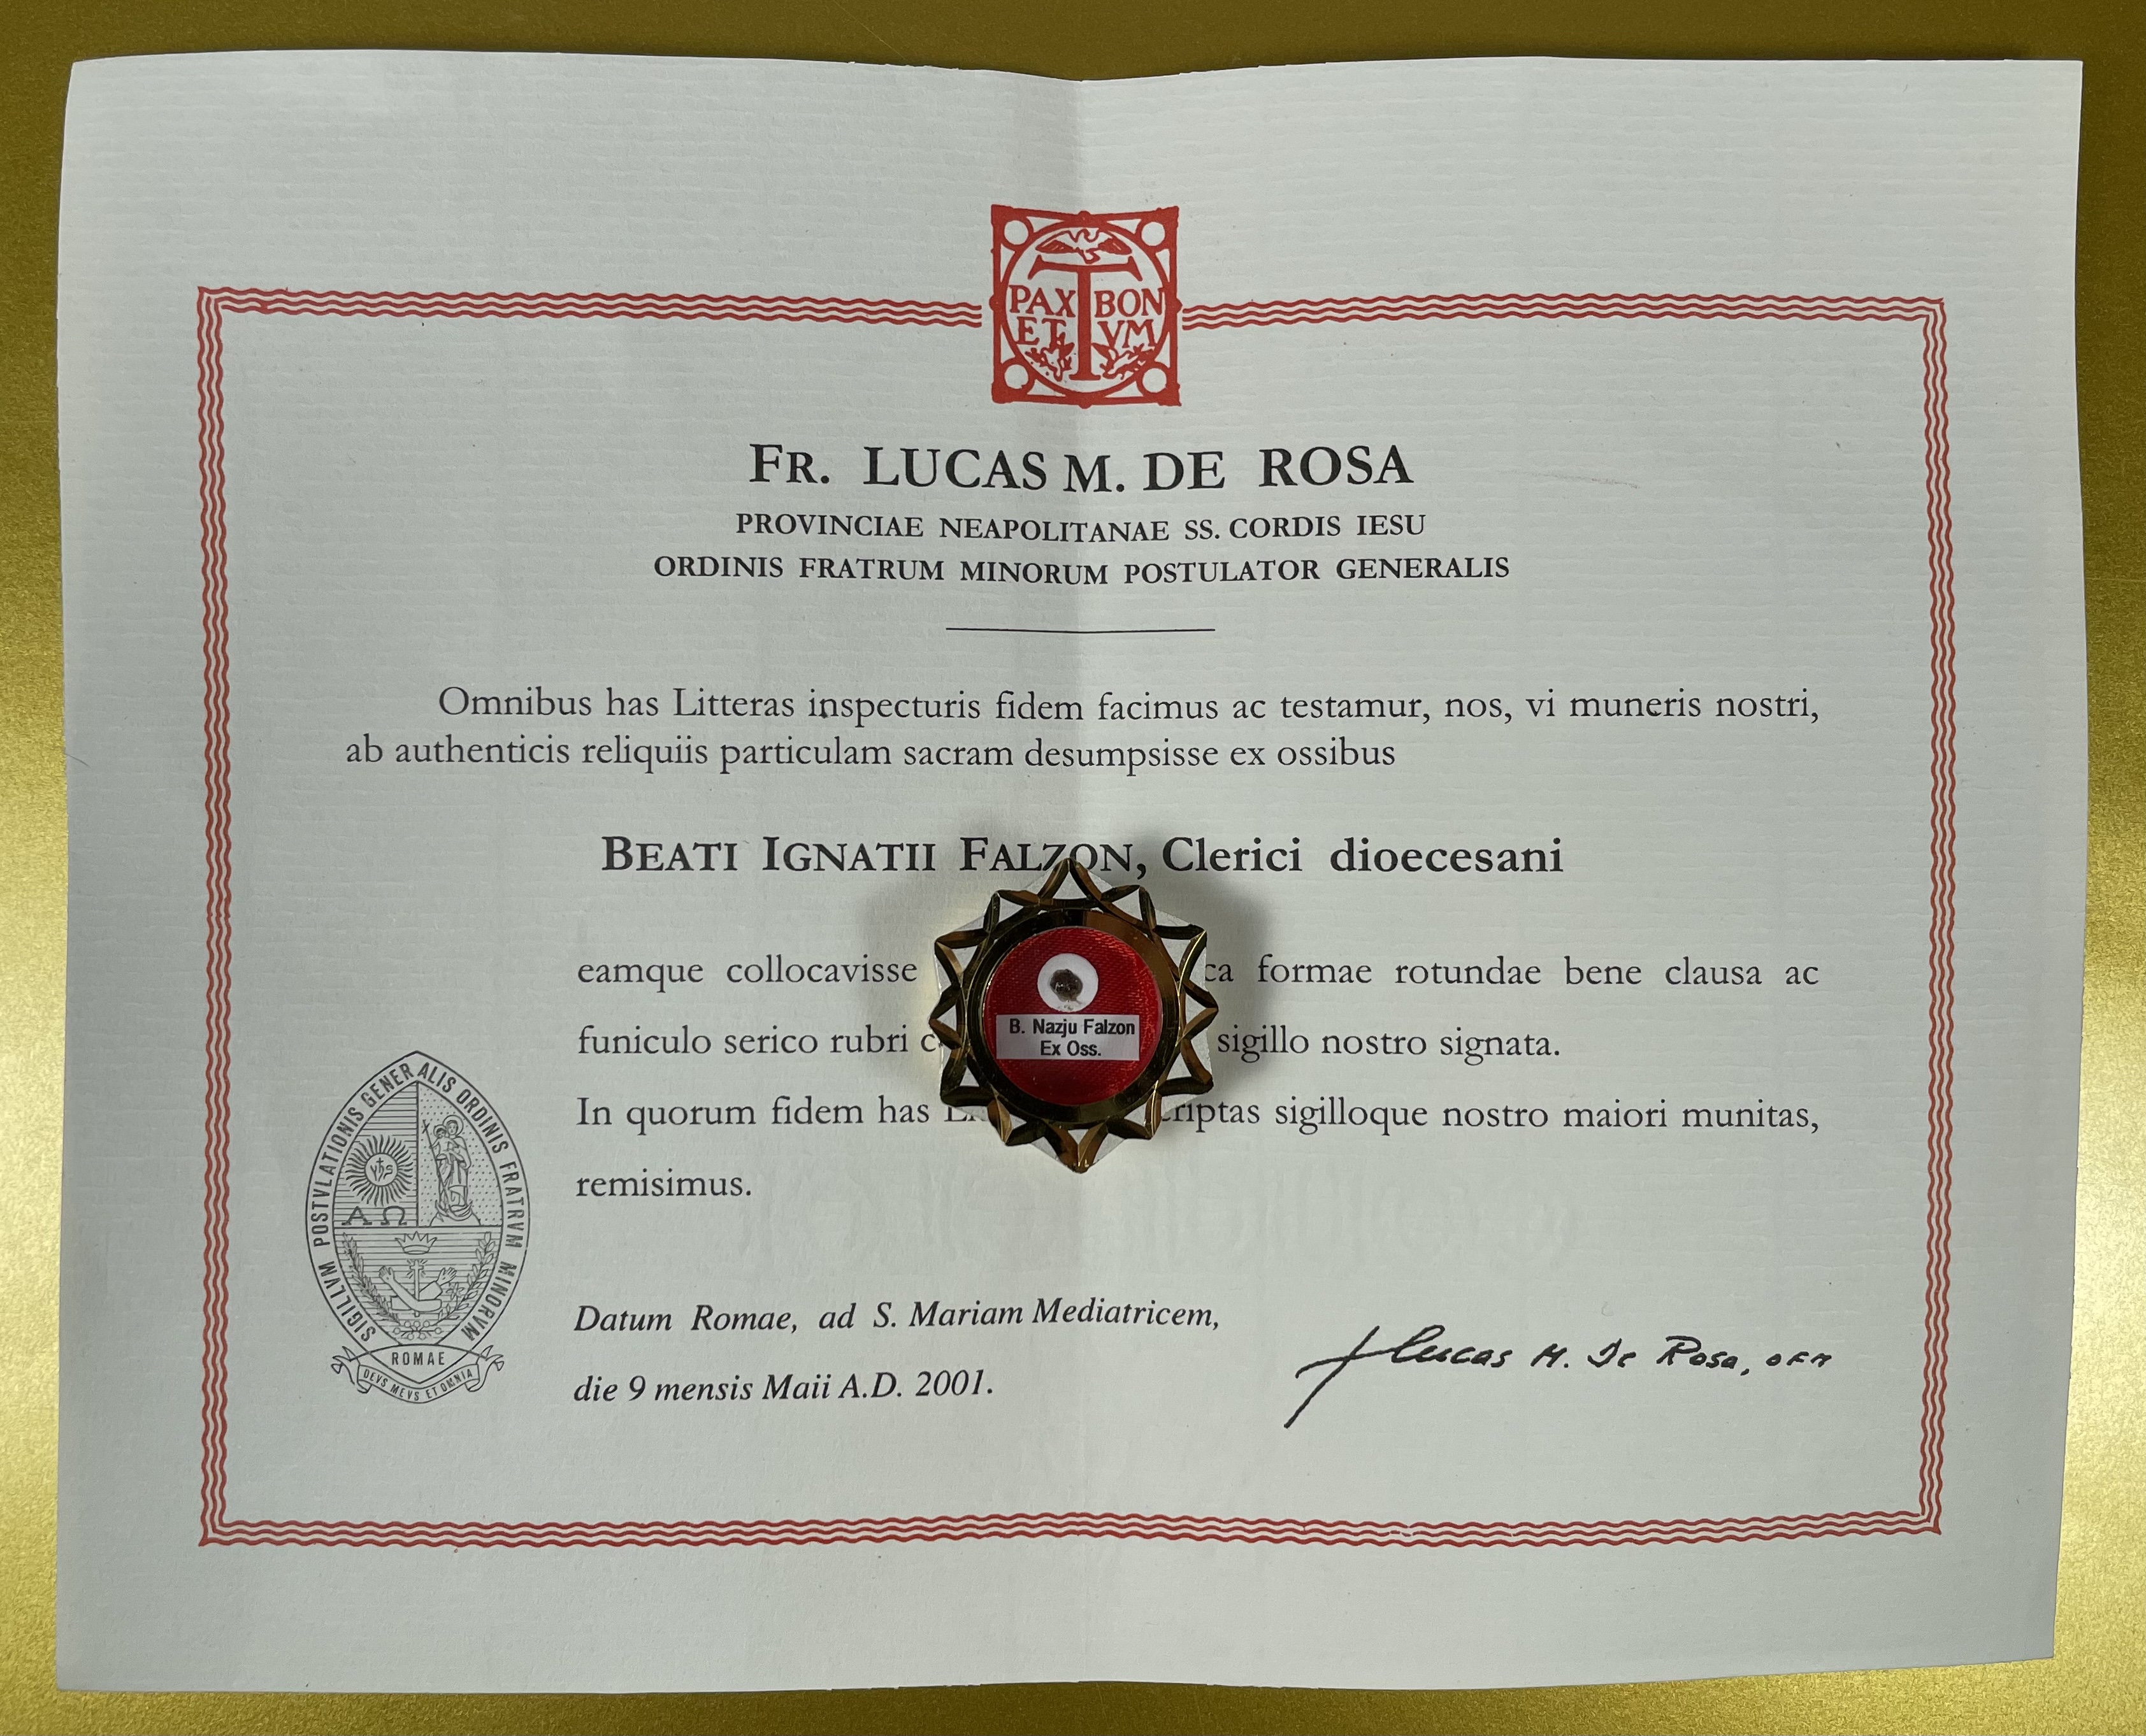 PAX BON
ET VM
FR. LUCAS M. DE ROSA
PROVINCIAE NEAPOLITANAE SS. CORDIS IESU
ORDINIS FRATRUM MINORUM POSTULATOR GENERALIS
Omnibus has Litteras inspecturis fidem facimus ac testamur, nos, vi muneris nostri,
ab authenticis reliquiis particulam sacram desumpsisse ex ossibus
BEATI IGNATII FALZON, Clerici dioecesani
eamque collocavisse formae rotundae bene clausa ac
B. Nazju Falzon
Ex Oss.
funiculo serico rubri sigillo nostro signata.
In quorum fidem has sigilloque nostro maiori munitas,
remisimus.
SIGILLVM POSTVLATIONIS GENERALIS ORDINIS FRATRVM MINORVM
YHS
Α Ω
ROMAE
DEVS MEVS ET OMNIA
Datum Romae, ad S. Mariam Mediatricem,
die 9 mensis Maii A.D. 2001.
Lucas M. De Rosa, OFM